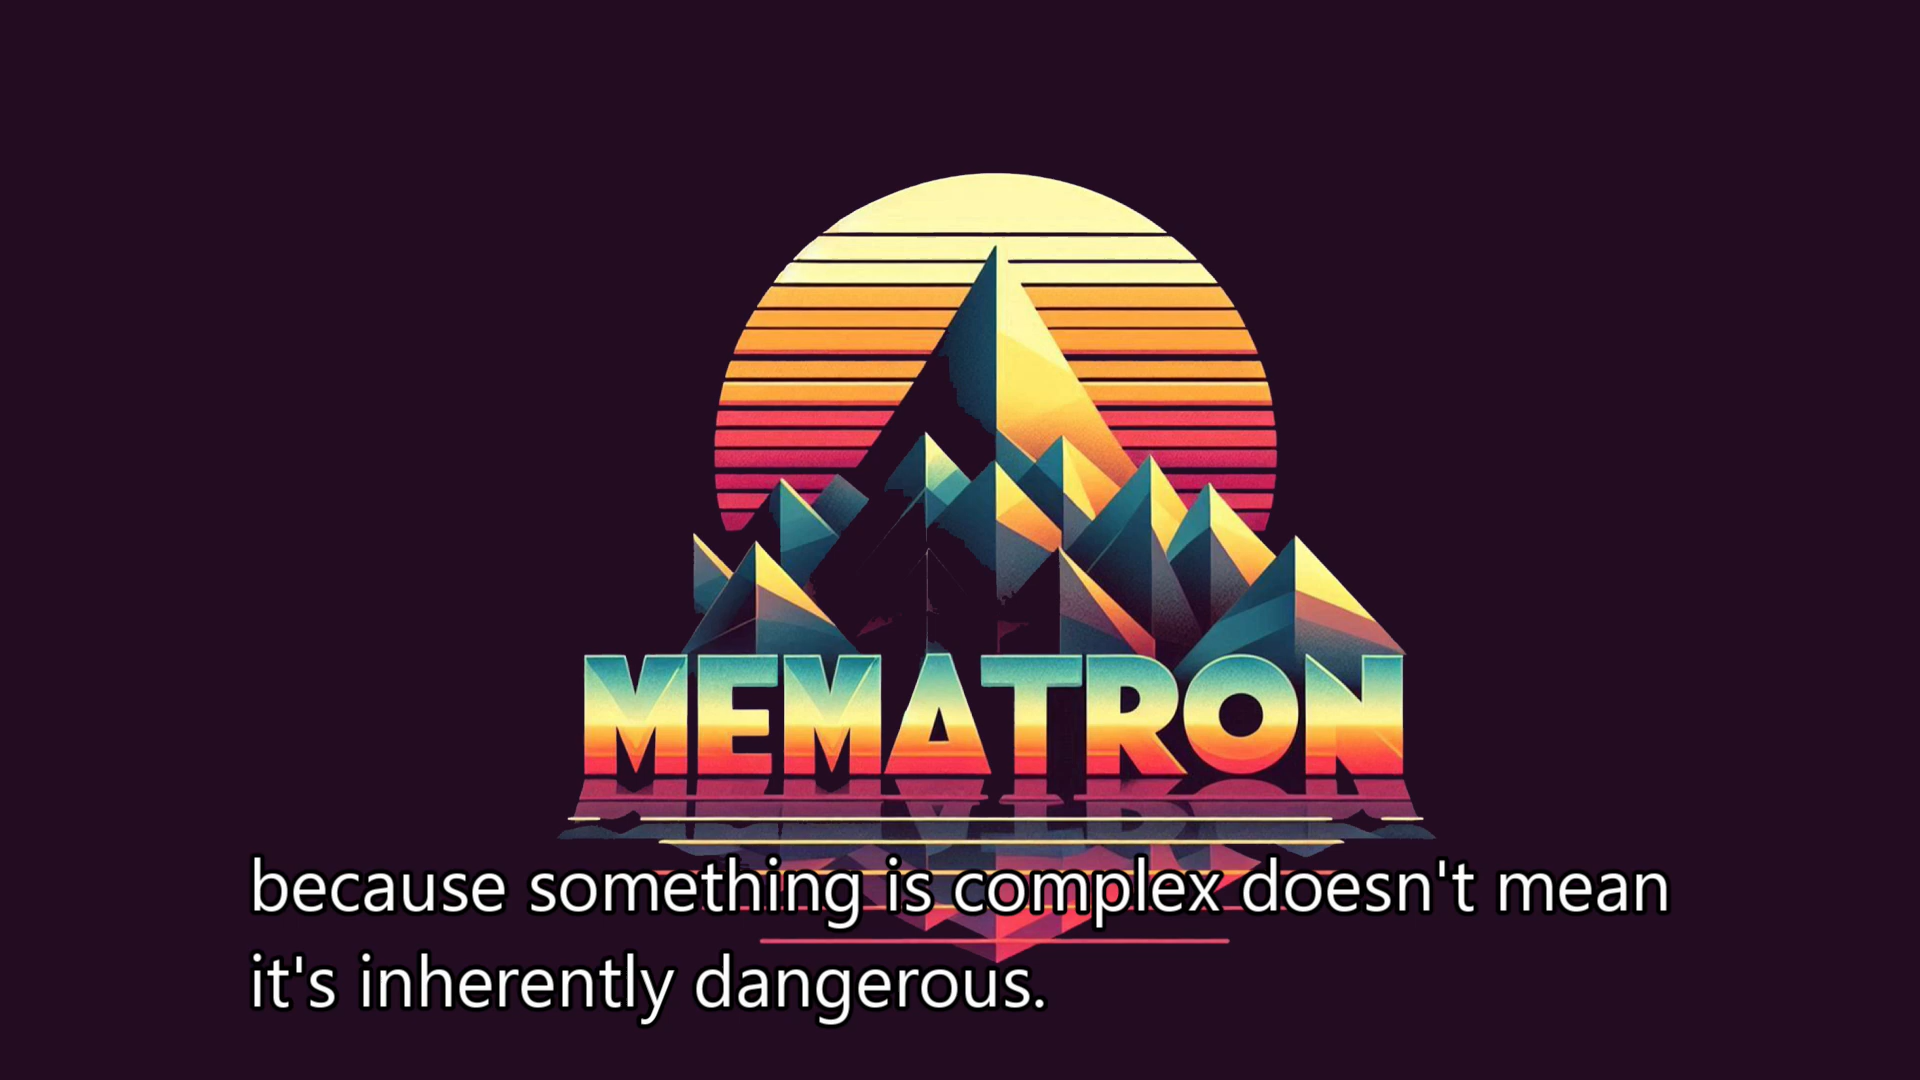 MEMATRON
because something is complex doesn't mean
it's inherently dangerous.